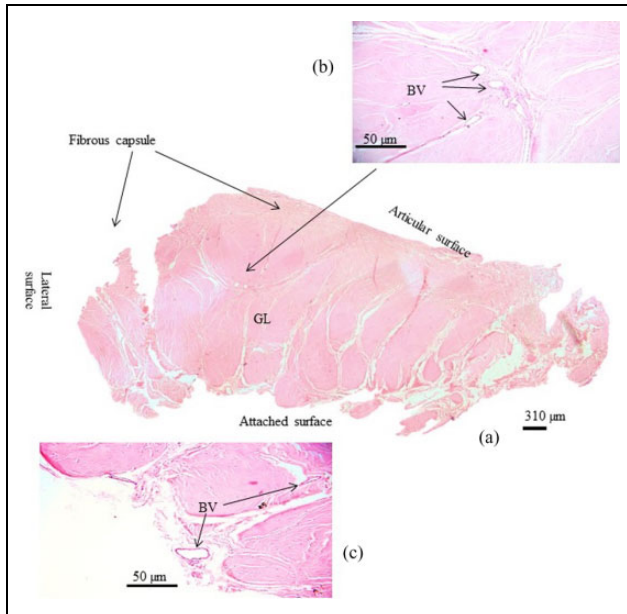 (b)
BV
50 μm
Fibrous capsule
Articular surface
Lateral
surface
GL
Attached surface
310 μm
(a)
BV
50 μm
(c)